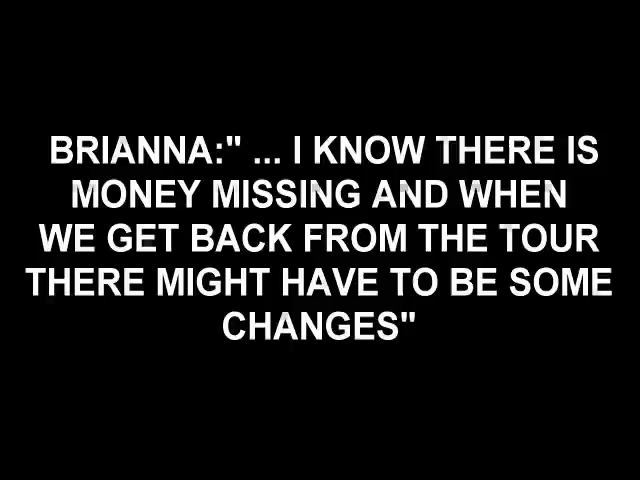 BRIANNA:" ... I KNOW THERE IS
MONEY MISSING AND WHEN
WE GET BACK FROM THE TOUR
THERE MIGHT HAVE TO BE SOME
CHANGES"